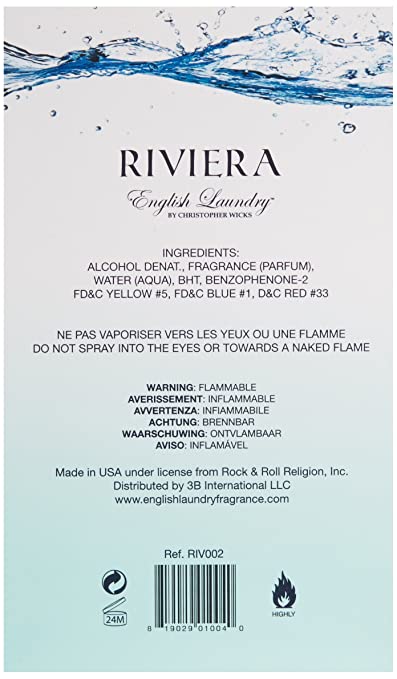 RIVIERA
English Laundry™
BY CHRISTOPHER WICKS
INGREDIENTS:
ALCOHOL DENAT., FRAGRANCE (PARFUM),
WATER (AQUA), BHT, BENZOPHENONE-2
FD&C YELLOW #5, FD&C BLUE #1, D&C RED #33
NE PAS VAPORISER VERS LES YEUX OU UNE FLAMME
DO NOT SPRAY INTO THE EYES OR TOWARDS A NAKED FLAME
WARNING: FLAMMABLE
AVERISSEMENT: INFLAMMABLE
AVVERTENZA: INFIAMMABILE
ACHTUNG: BRENNBAR
WAARSCHUWING: ONTVLAMBAAR
AVISO: INFLAMÁVEL
Made in USA under license from Rock & Roll Religion, Inc.
Distributed by 3B International LLC
www.englishlaundryfragrance.com
Ref. RIV002
24M
8 19029 01004 0
HIGHLY